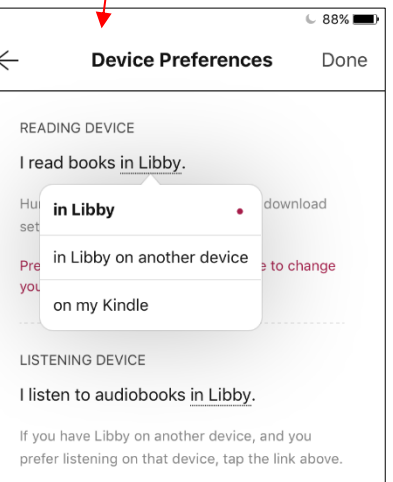 88%
Device Preferences Done
READING DEVICE
I read books in Libby.
download
in Libby
set
in Libby on another device
Pre e to change
you
on my Kindle
LISTENING DEVICE
I listen to audiobooks in Libby.
If you have Libby on another device, and you
prefer listening on that device, tap the link above.